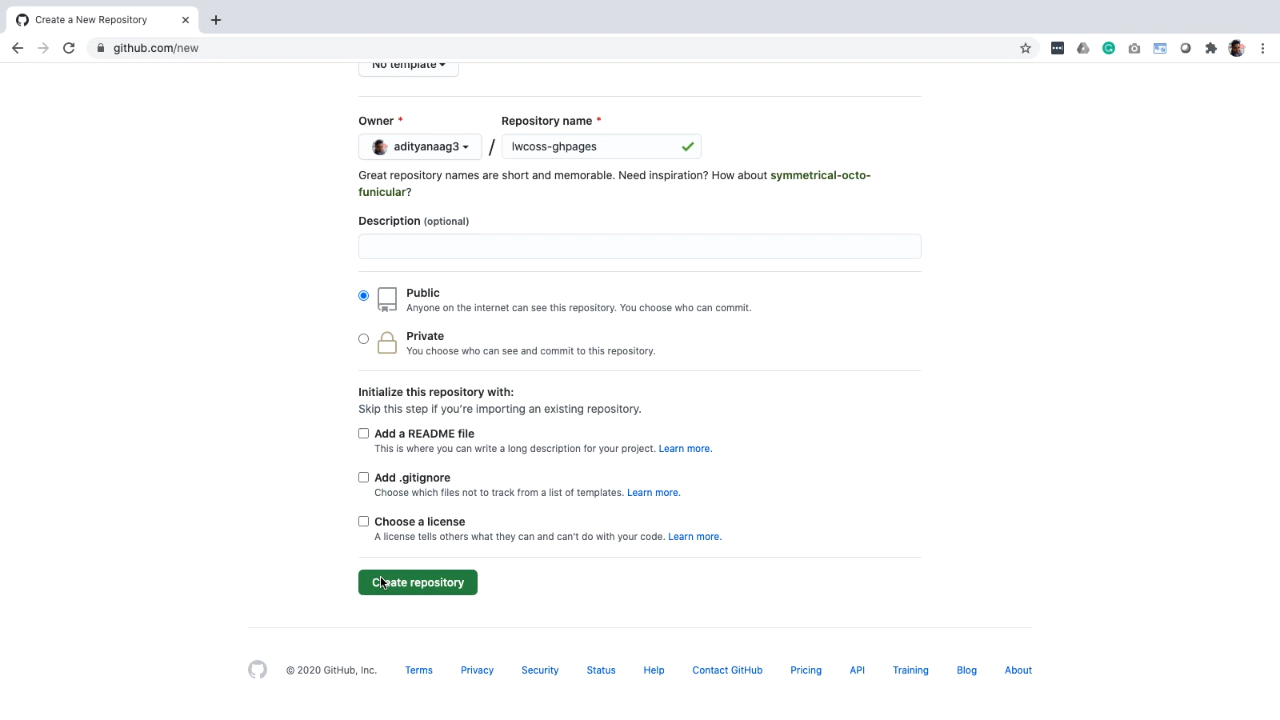 Create a New Repository
github.com/new
No template
Owner *
Repository name *
adityanaag3
/
lwcoss-ghpages
Great repository names are short and memorable. Need inspiration? How about symmetrical-octo-
funicular?
Description (optional)
Public
Anyone on the internet can see this repository. You choose who can commit.
Private
You choose who can see and commit to this repository.
Initialize this repository with:
Skip this step if you're importing an existing repository.
Add a README file
This is where you can write a long description for your project. Learn more.
Add .gitignore
Choose which files not to track from a list of templates. Learn more.
Choose a license
A license tells others what they can and can't do with your code. Learn more.
Create repository
© 2020 GitHub, Inc. Terms Privacy Security Status Help Contact GitHub Pricing API Training Blog About